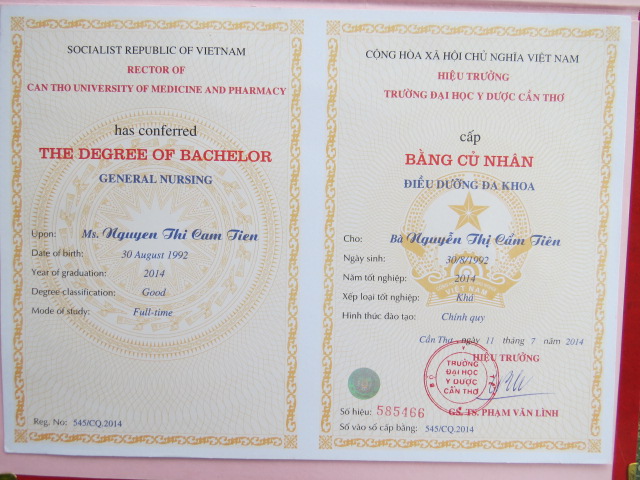 SOCIALIST REPUBLIC OF VIETNAM
RECTOR OF
CAN THO UNIVERSITY OF MEDICINE AND PHARMACY
has conferred
THE DEGREE OF BACHELOR
GENERAL NURSING
Upon: Ms. Nguyen Thi Cam Tien
Date of birth: 30 August 1992
Year of graduation: 2014
Degree classification: Good
Mode of study: Full-time
Reg. No: 545/CQ.2014
CỘNG HÒA XÃ HỘI CHỦ NGHĨA VIỆT NAM
HIỆU TRƯỞNG
TRƯỜNG ĐẠI HỌC Y DƯỢC CẦN THƠ
cấp
BẰNG CỬ NHÂN
ĐIỀU DƯỠNG ĐA KHOA
Cho: Bà Nguyễn Thị Cẩm Tiên
Ngày sinh: 30/8/1992
Năm tốt nghiệp: 2014
VIỆT NAM
Xếp loại tốt nghiệp: Khá
Hình thức đào tạo: Chính quy
Cần Thơ, ngày 11 tháng 7 năm 2014
HIỆU TRƯỞNG
TRƯỜNG
ĐẠI HỌC
Y DƯỢC
CẦN THƠ
Số hiệu: 585466
GS. TS. PHẠM VĂN LÌNH
Số vào sổ cấp bằng: 545/CQ.2014